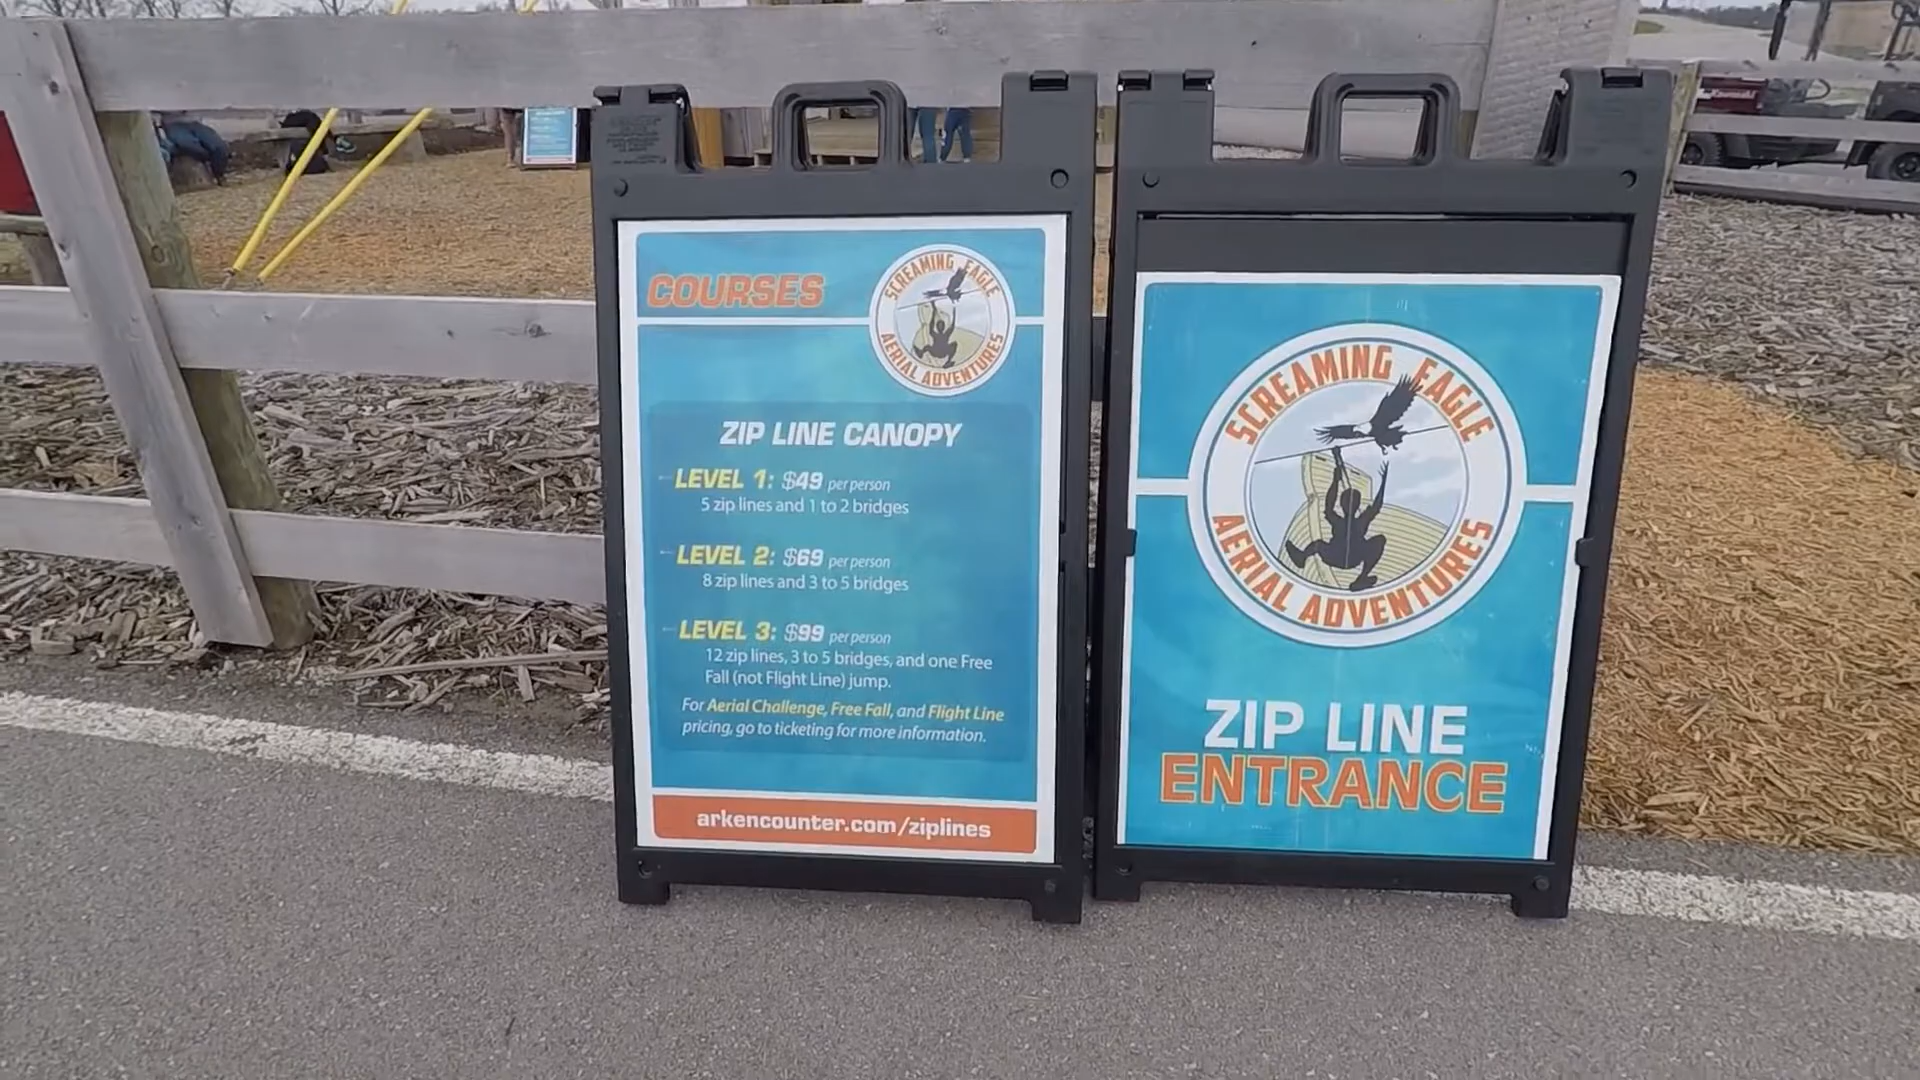 COURSES
SCREAMING EAGLE
AERIAL ADVENTURES
ZIP LINE CANOPY
LEVEL 1: $49 per person
5 zip lines and 1 to 2 bridges
LEVEL 2: $69 per person
8 zip lines and 3 to 5 bridges
LEVEL 3: $99 per person
12 zip lines, 3 to 5 bridges, and one Free
Fall (not Flight Line) jump.
For Aerial Challenge, Free Fall, and Flight Line
pricing, go to ticketing for more information.
arkencounter.com/ziplines
SCREAMING EAGLE
AERIAL ADVENTURES
ZIP LINE
ENTRANCE